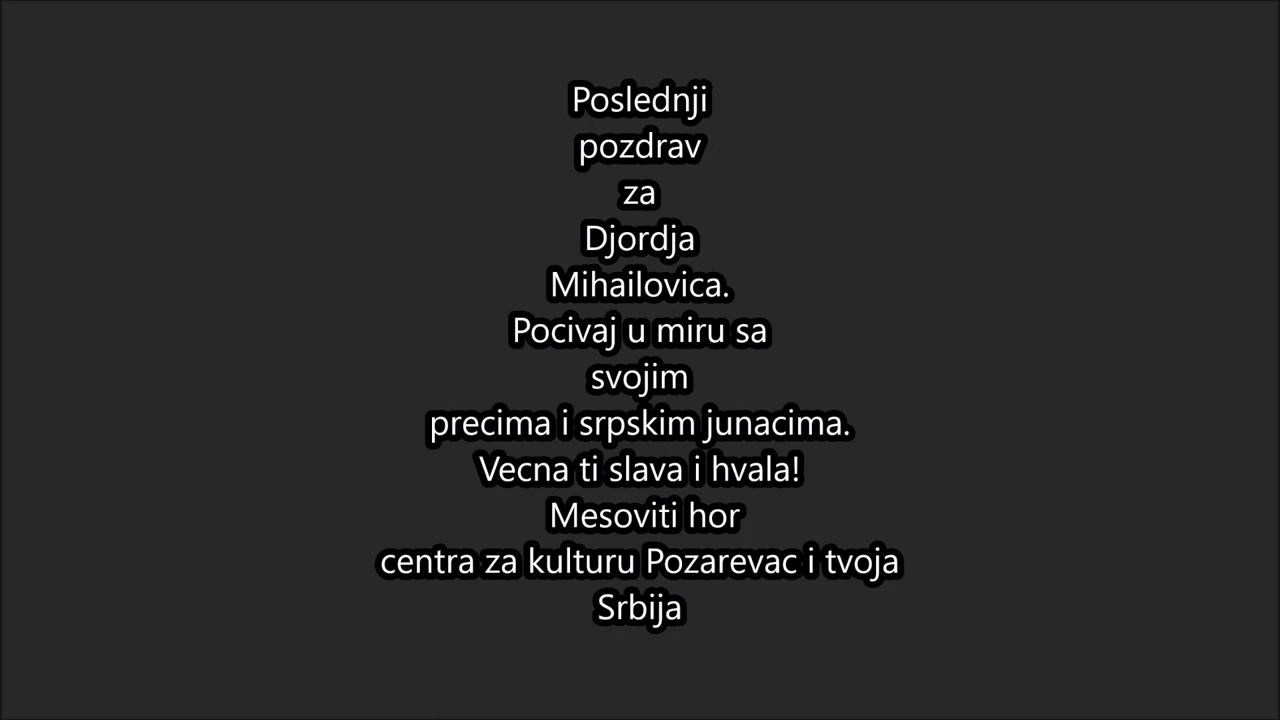 Poslednji
pozdrav
za
Djordja
Mihailovica.
Pocivaj u miru sa
svojim
precima i srpskim junacima.
Vecna ti slava i hvala!
Mesoviti hor
centra za kulturu Pozarevac i tvoja
Srbija